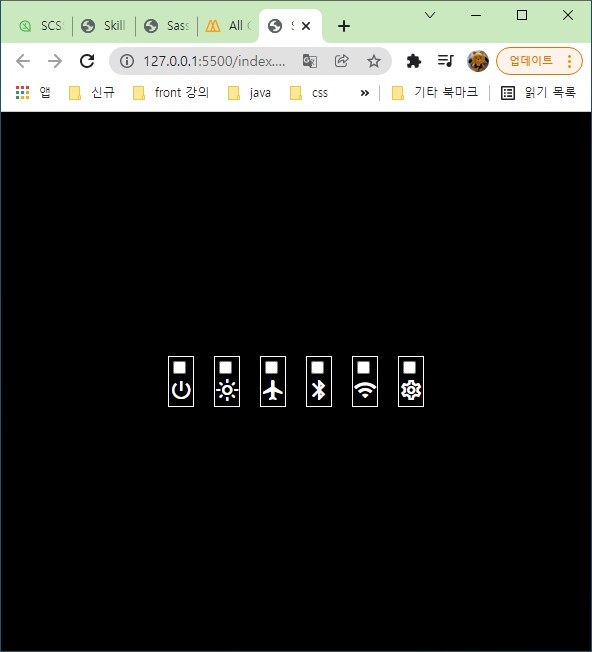 SCS
Skill
Sass
All C
S
127.0.0.1:5500/index....
업데이트
앱
신규
front 강의
java
css
»
기타 북마크
읽기 목록